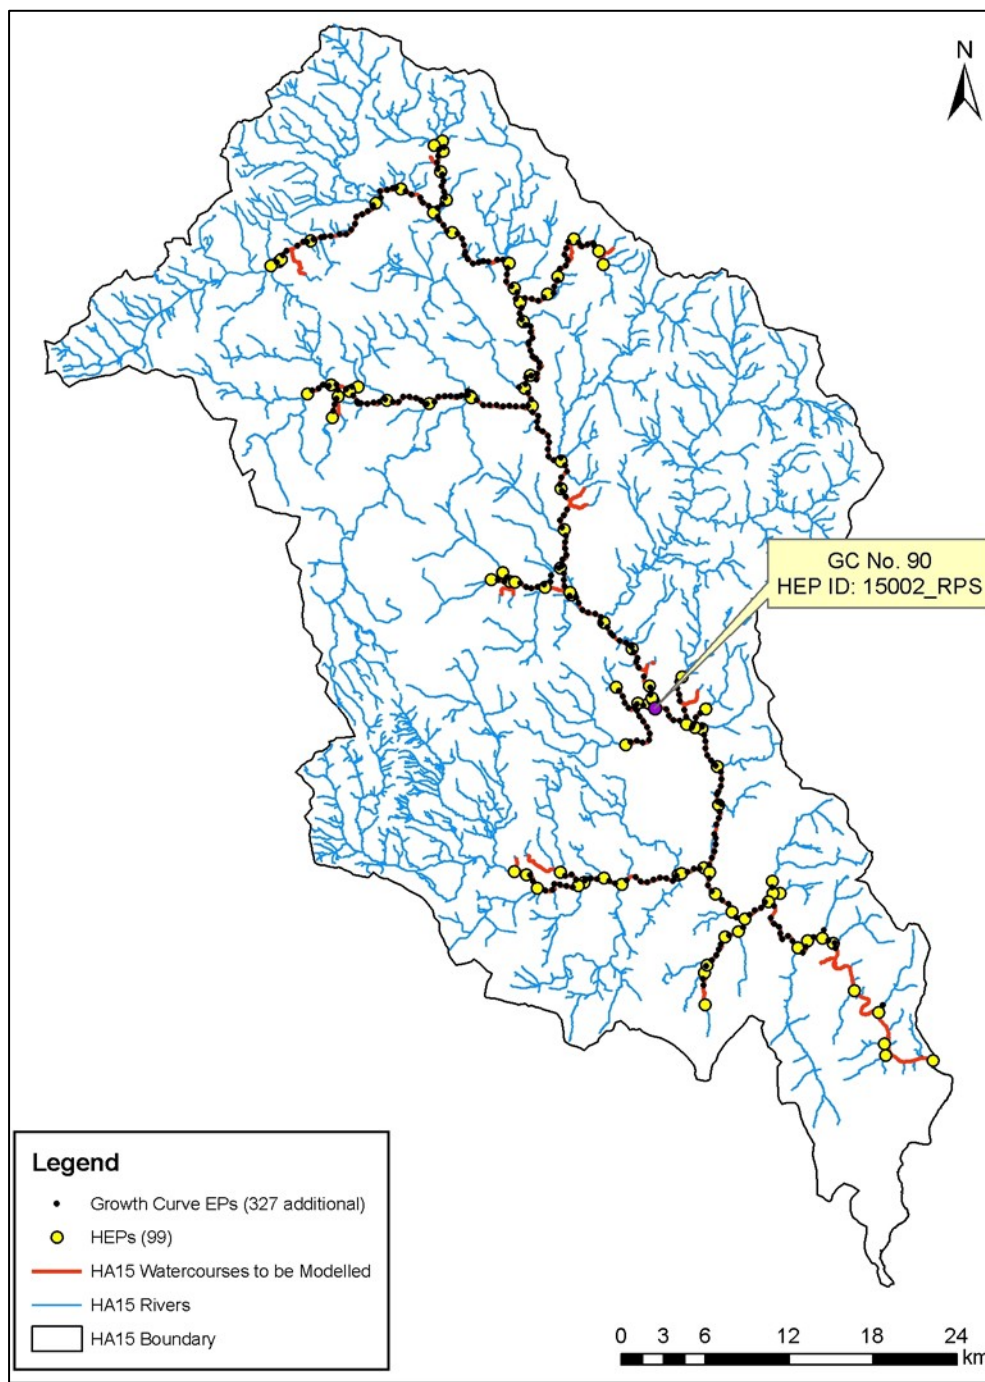 N
GC No. 90
HEP ID: 15002_RPS
Legend
Growth Curve EPs (327 additional)
HEPs (99)
HA15 Watercourses to be Modelled
HA15 Rivers
HA15 Boundary
0 3 6 12 18 24
km